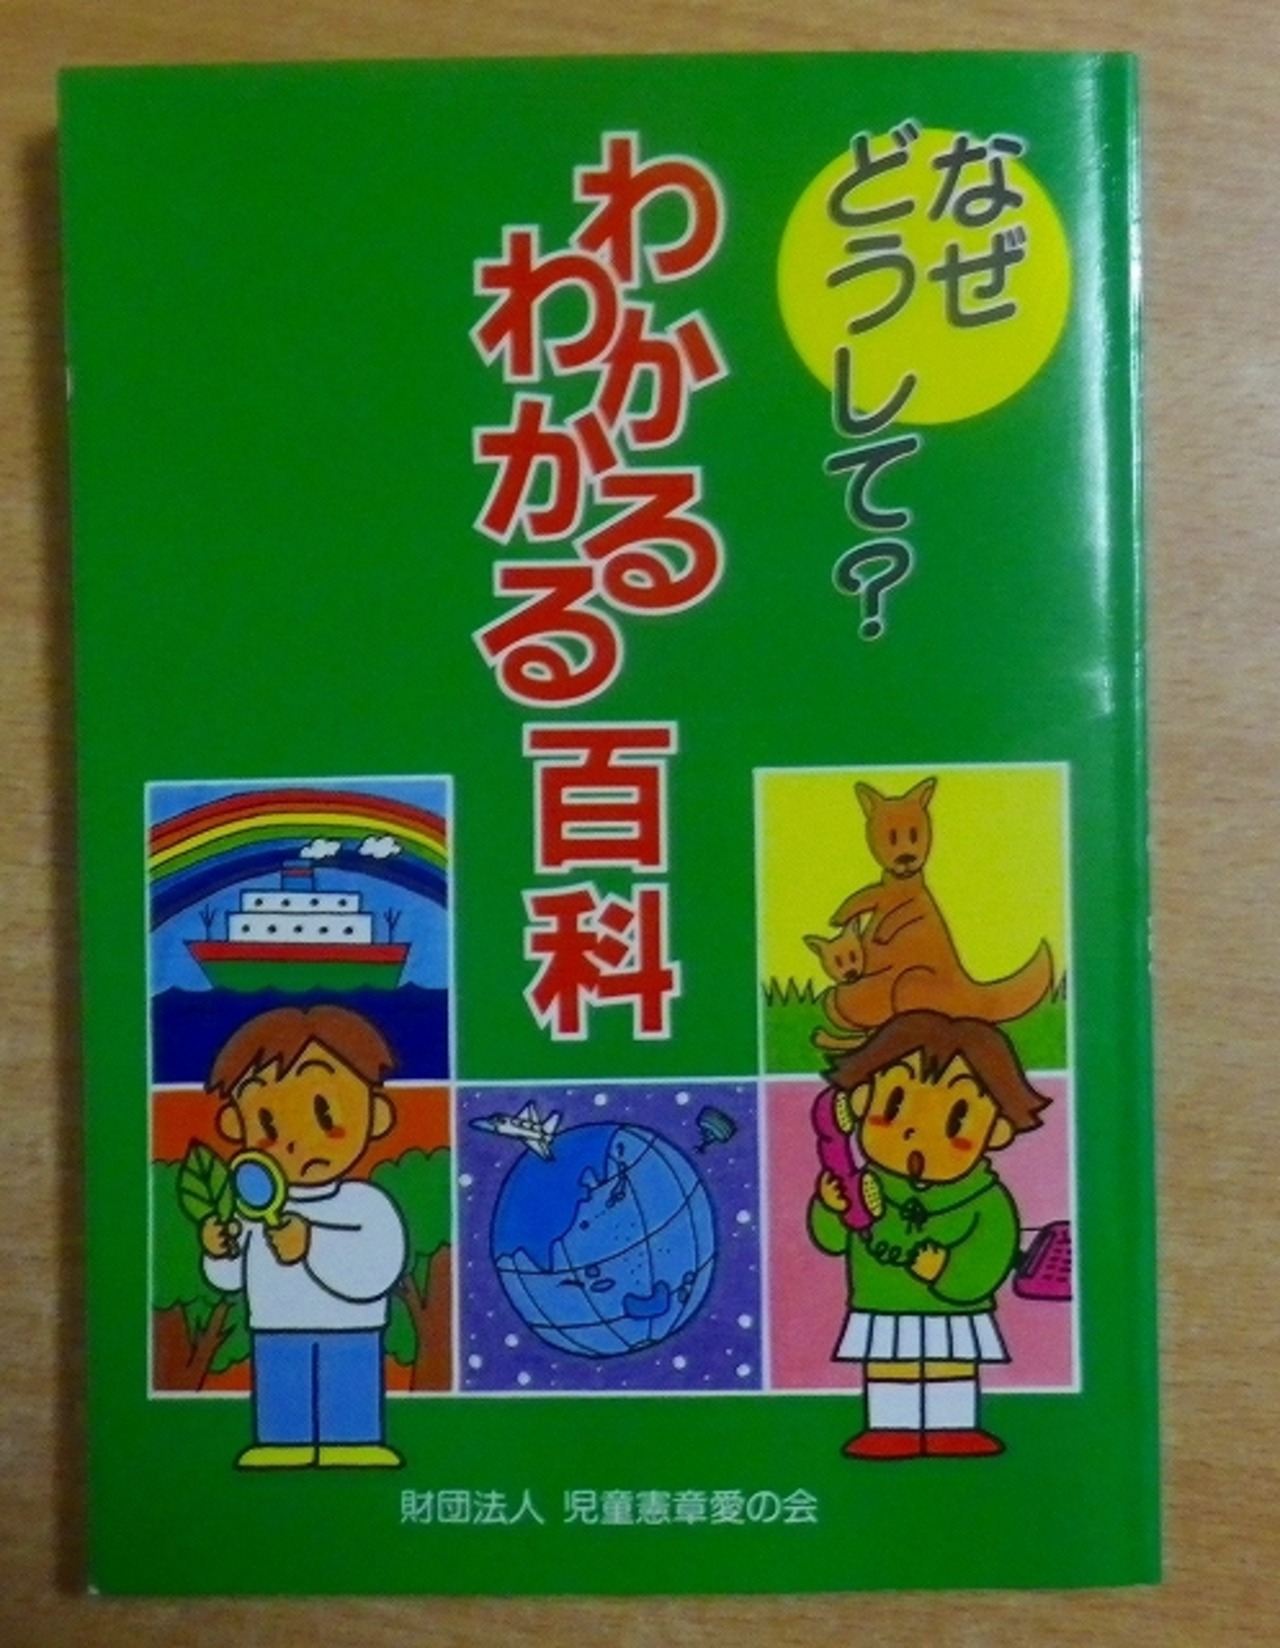 なぜ
どうして?
わかる
わかる
百科
財団法人 児童憲章愛の会